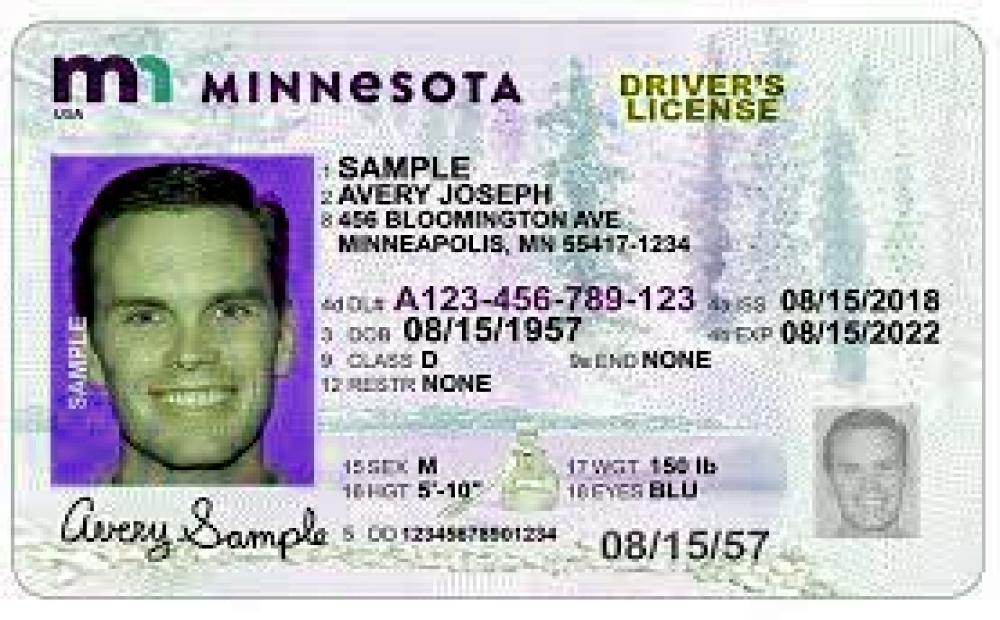 mn MINNESOTA
USA
DRIVER'S
LICENSE
1 SAMPLE
2 AVERY JOSEPH
8 456 BLOOMINGTON AVE
MINNEAPOLIS, MN 55417-1234
4d DL# A123-456-789-123 4a ISS 08/15/2018
3 DOB 08/15/1957 4b EXP 08/15/2022
9 CLASS D 9a END NONE
12 RESTR NONE
SAMPLE
15 SEX M 17 WGT 150 lb
16 HGT 5'-10" 18 EYES BLU
Avery Sample
5 DD 12345678901234
08/15/57